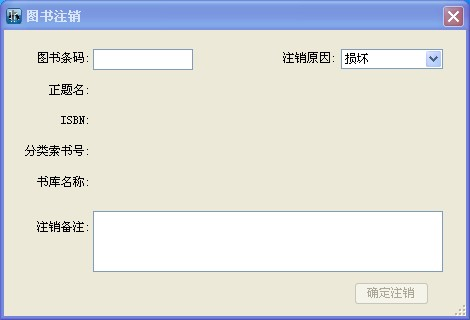 图书注销
图书条码: 注销原因: 损坏
正题名:
ISBN:
分类索书号:
书库名称:
注销备注:
确定注销